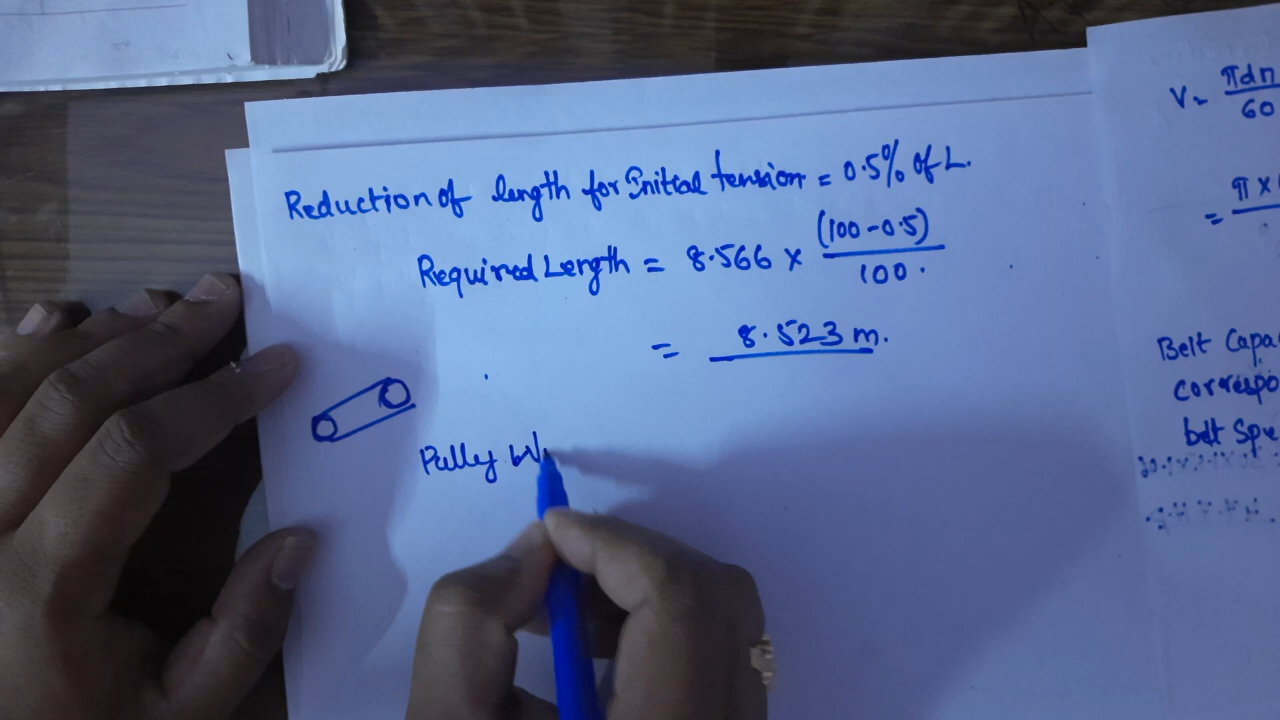 Reduction of length for Initial tension = 0.5% of L.
Required Length = 8.566 × (100-0.5)
100.
= 8.523 m.
Pully
V = πdn
60
= π×
Belt Capa
correspo
belt Spe